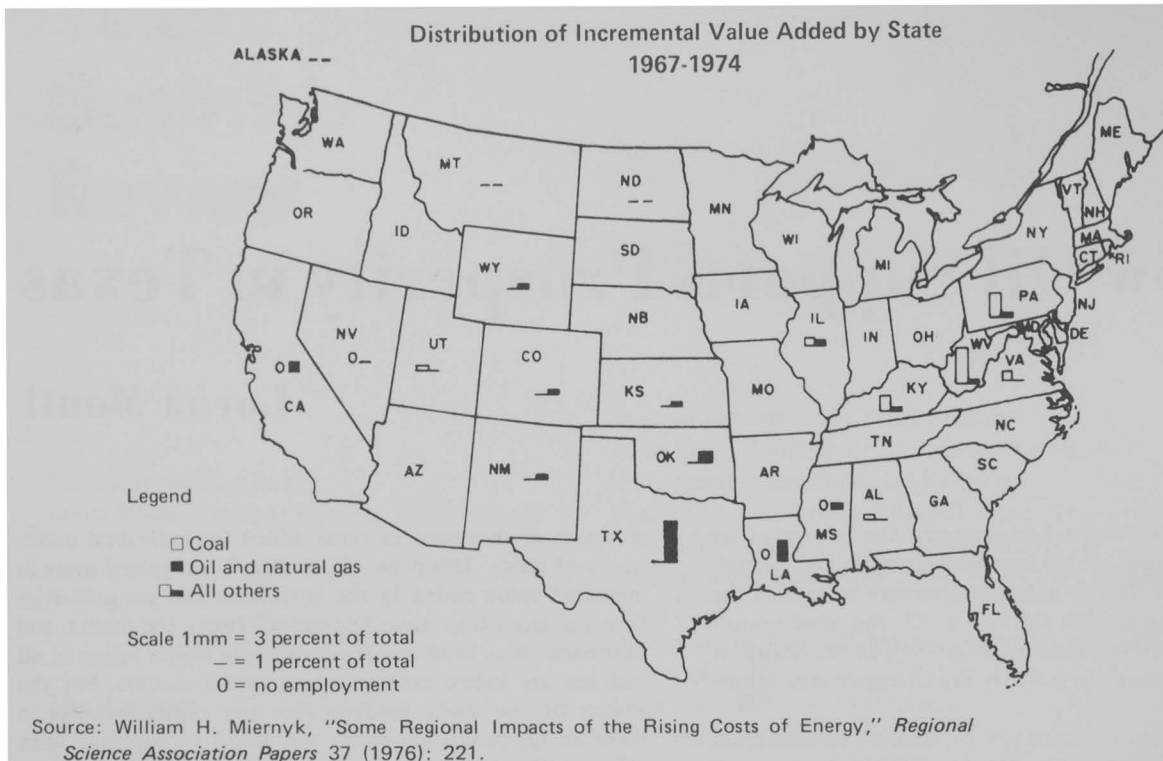 Distribution of Incremental Value Added by State
1967-1974
ALASKA _ _
WA
MT
_ _
ND
_ _
MN
ME
OR
ID
VT
NH
WY
SD
WI
MI
NY
MA
CT
RI
NV
0_
UT
CO
NB
IA
IL
IN
OH
PA
NJ
MD
DE
WV
VA
0
CA
KS
MO
KY
NC
AZ
NM
OK
AR
TN
SC
TX
0
LA
0
MS
AL
GA
FL
Legend
Coal
Oil and natural gas
All others
Scale 1mm = 3 percent of total
_ = 1 percent of total
0 = no employment
Source: William H. Miernyk, "Some Regional Impacts of the Rising Costs of Energy," Regional
Science Association Papers 37 (1976): 221.